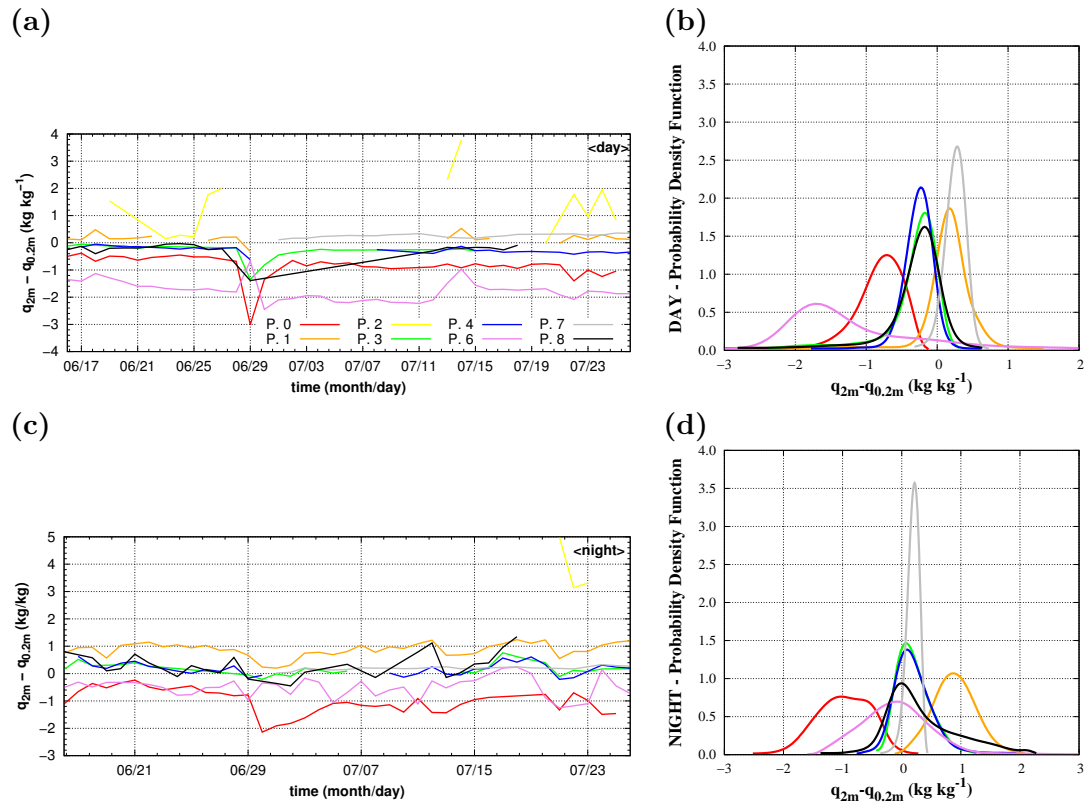 (a)
4
3
2
1
0
−1
−2
−3
−4
q2m − q0.2m (kg kg-1)
<day>
P. 0 P. 2 P. 4 P. 7
P. 1 P. 3 P. 6 P. 8
06/17 06/21 06/25 06/29 07/03 07/07 07/11 07/15 07/19 07/23
time (month/day)
(b)
4.0
3.5
3.0
2.5
2.0
1.5
1.0
0.5
0.0
DAY - Probability Density Function
−3 −2 −1 0 1 2
q2m-q0.2m (kg kg-1)
(c)
5
4
3
2
1
0
−1
−2
−3
q2m − q0.2m (kg/kg)
<night>
06/21 06/29 07/07 07/15 07/23
time (month/day)
(d)
4.0
3.5
3.0
2.5
2.0
1.5
1.0
0.5
0.0
NIGHT - Probability Density Function
−3 −2 −1 0 1 2 3
q2m-q0.2m (kg kg-1)